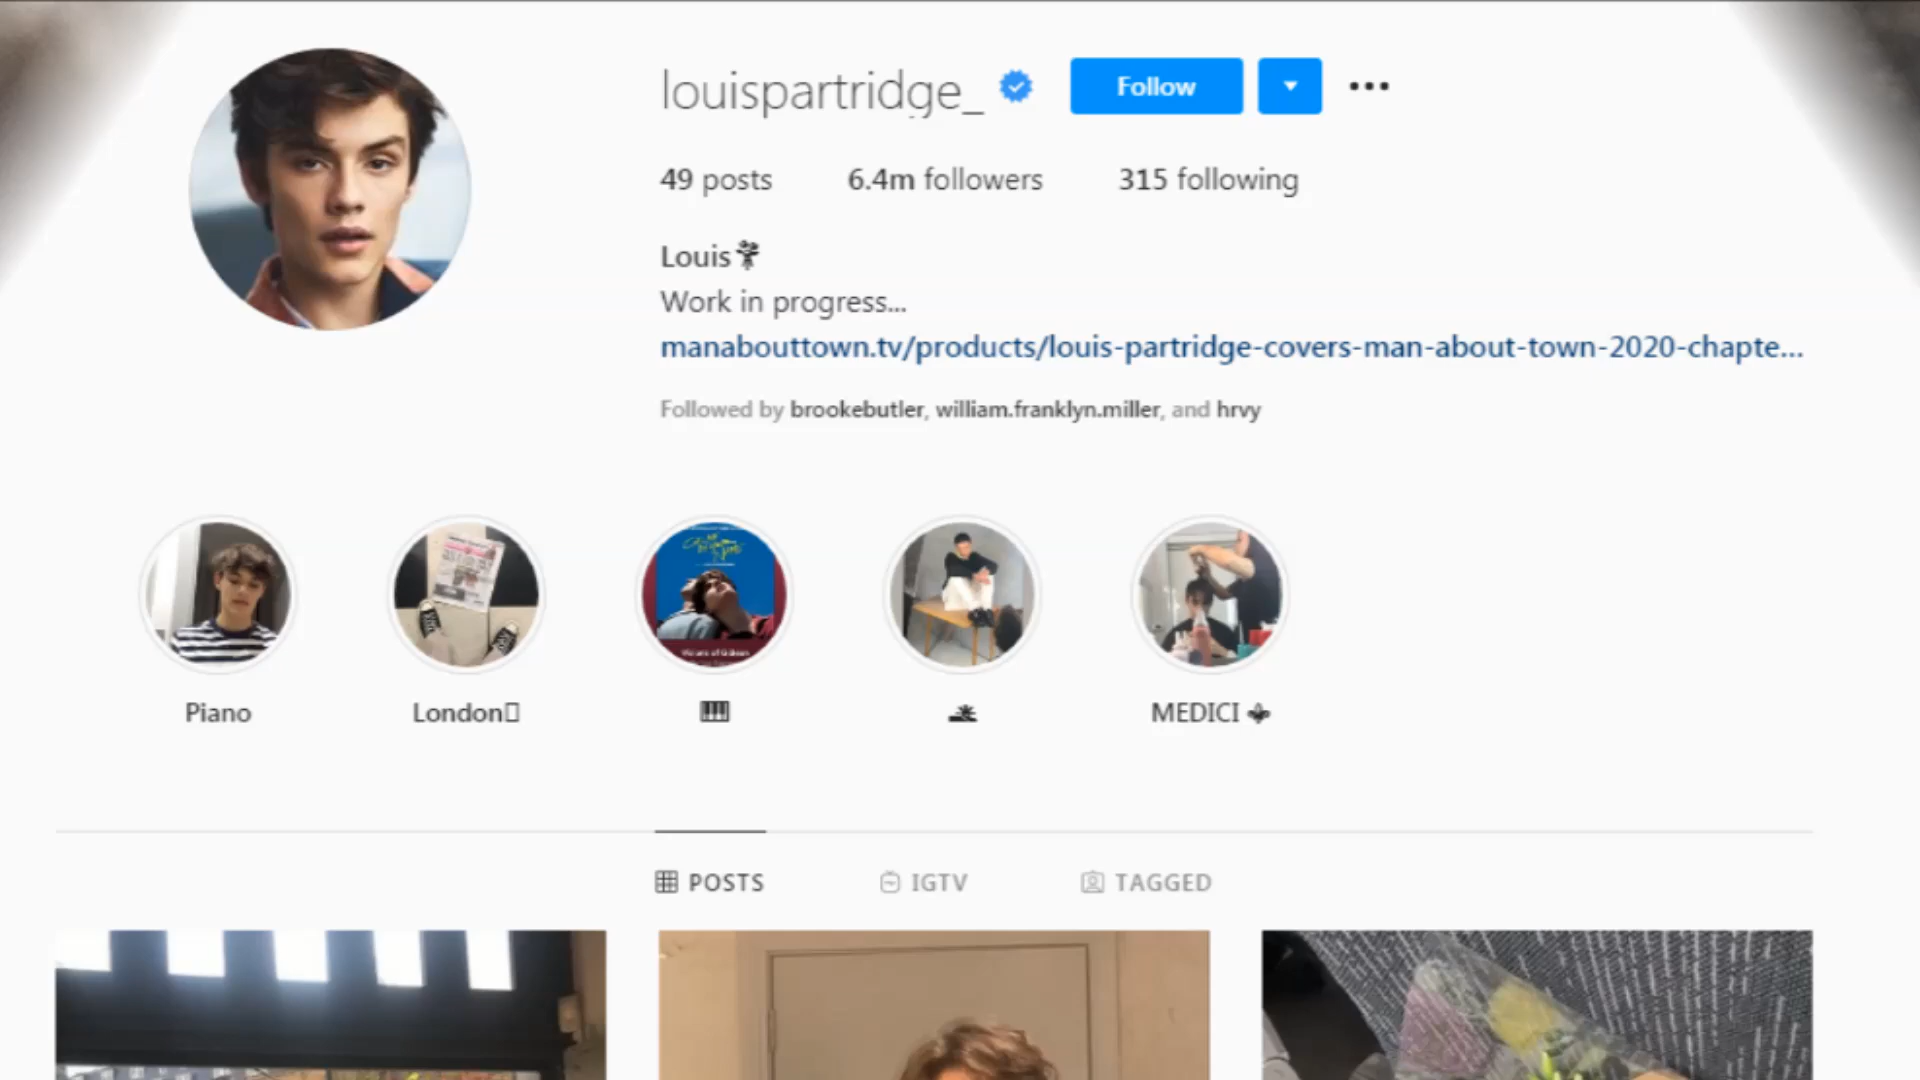 louispartridge_ Follow
49 posts 6.4m followers 315 following
Louis
Work in progress...
manabouttown.tv/products/louis-partridge-covers-man-about-town-2020-chapte...
Followed by brookebutler, william.franklyn.miller, and hrvy
Piano London MEDICI
POSTS IGTV TAGGED